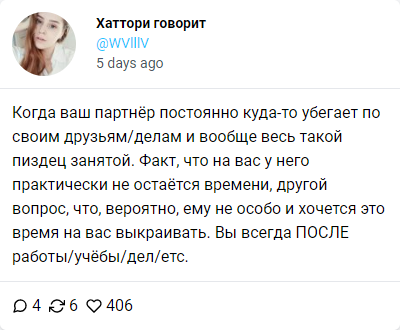 Хаттори говорит
@WVlllV
5 days ago
Когда ваш партнёр постоянно куда-то убегает по
своим друзьям/делам и вообще весь такой
пиздец занятой. Факт, что на вас у него
практически не остаётся времени, другой
вопрос, что, вероятно, ему не особо и хочется это
время на вас выкраивать. Вы всегда ПОСЛЕ
работы/учёбы/дел/етс.
4 6 406